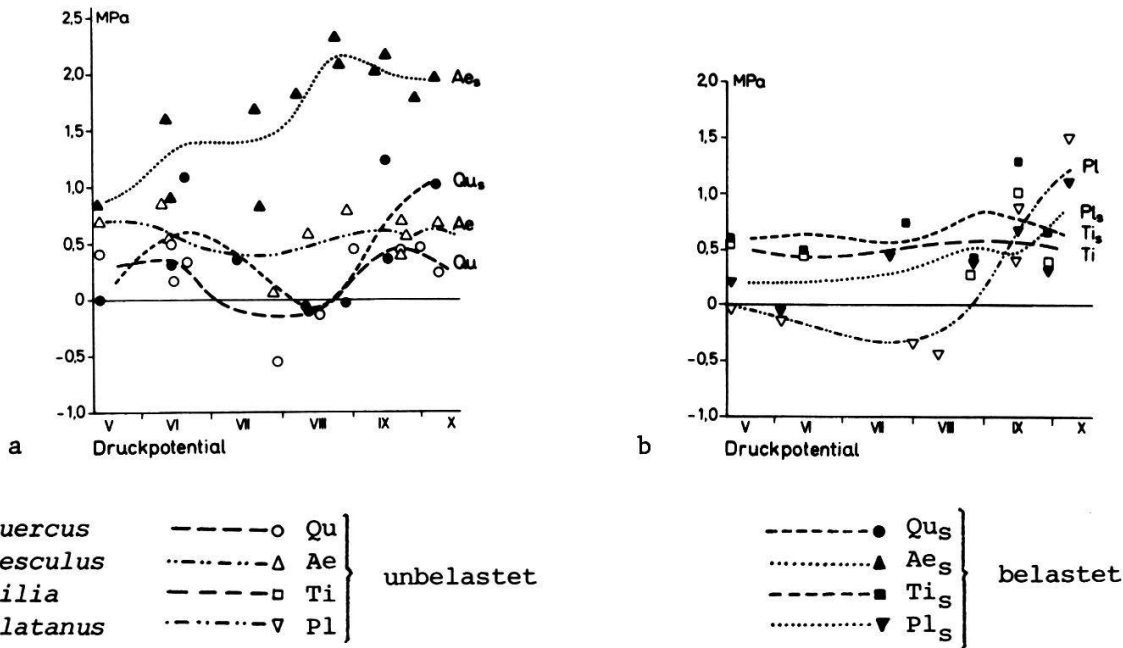 2,5 MPa
2,0
1,5
1,0
0,5
0
-0,5
-1,0
V VI VII VIII IX X
Druckpotential
Aes
Qus
Ae
Qu
a
2,0 MPa
1,5
1,0
0,5
0
-0,5
-1,0
V VI VII VIII IX X
Druckpotential
Pl
Pls
Tis
Ti
b
uercus Qu
esculus Ae
ilia Ti
latanus Pl
unbelastet
Qus
Aes
Tis
Pls
belastet